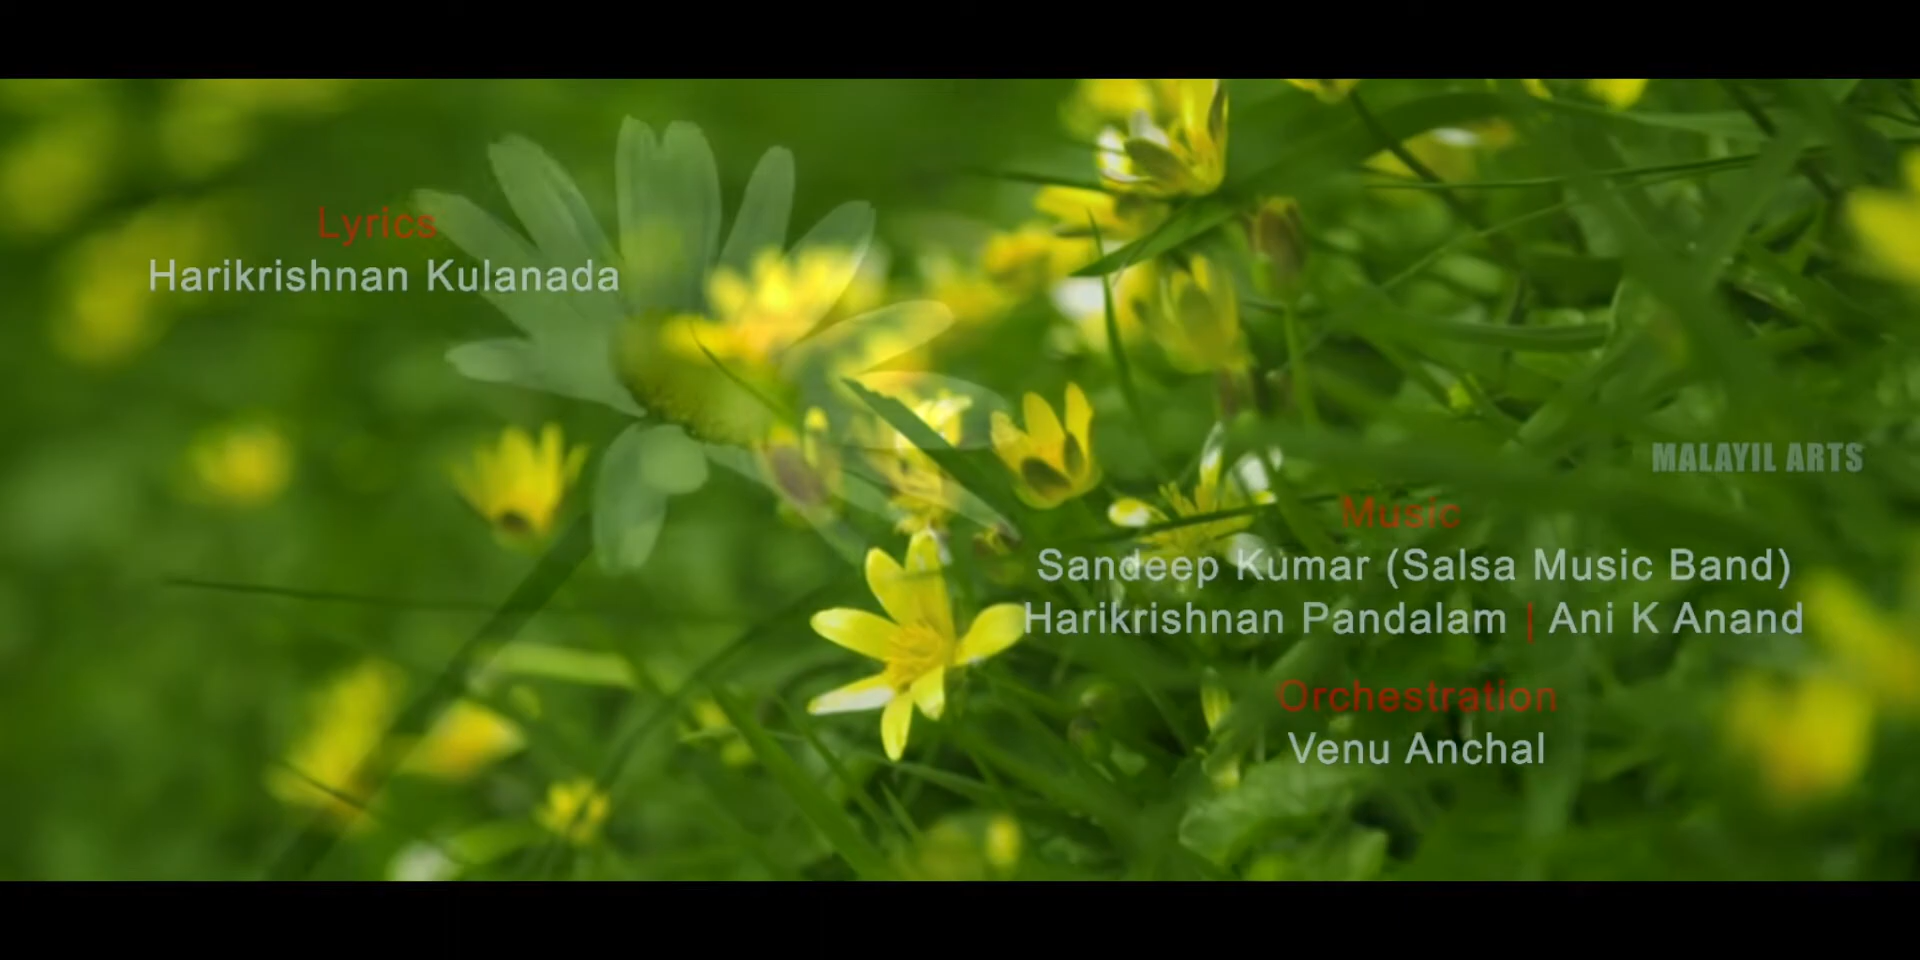 Lyrics
Harikrishnan Kulanada
MALAYIL ARTS
Music
Sandeep Kumar (Salsa Music Band)
Harikrishnan Pandalam | Ani K Anand
Orchestration
Venu Anchal